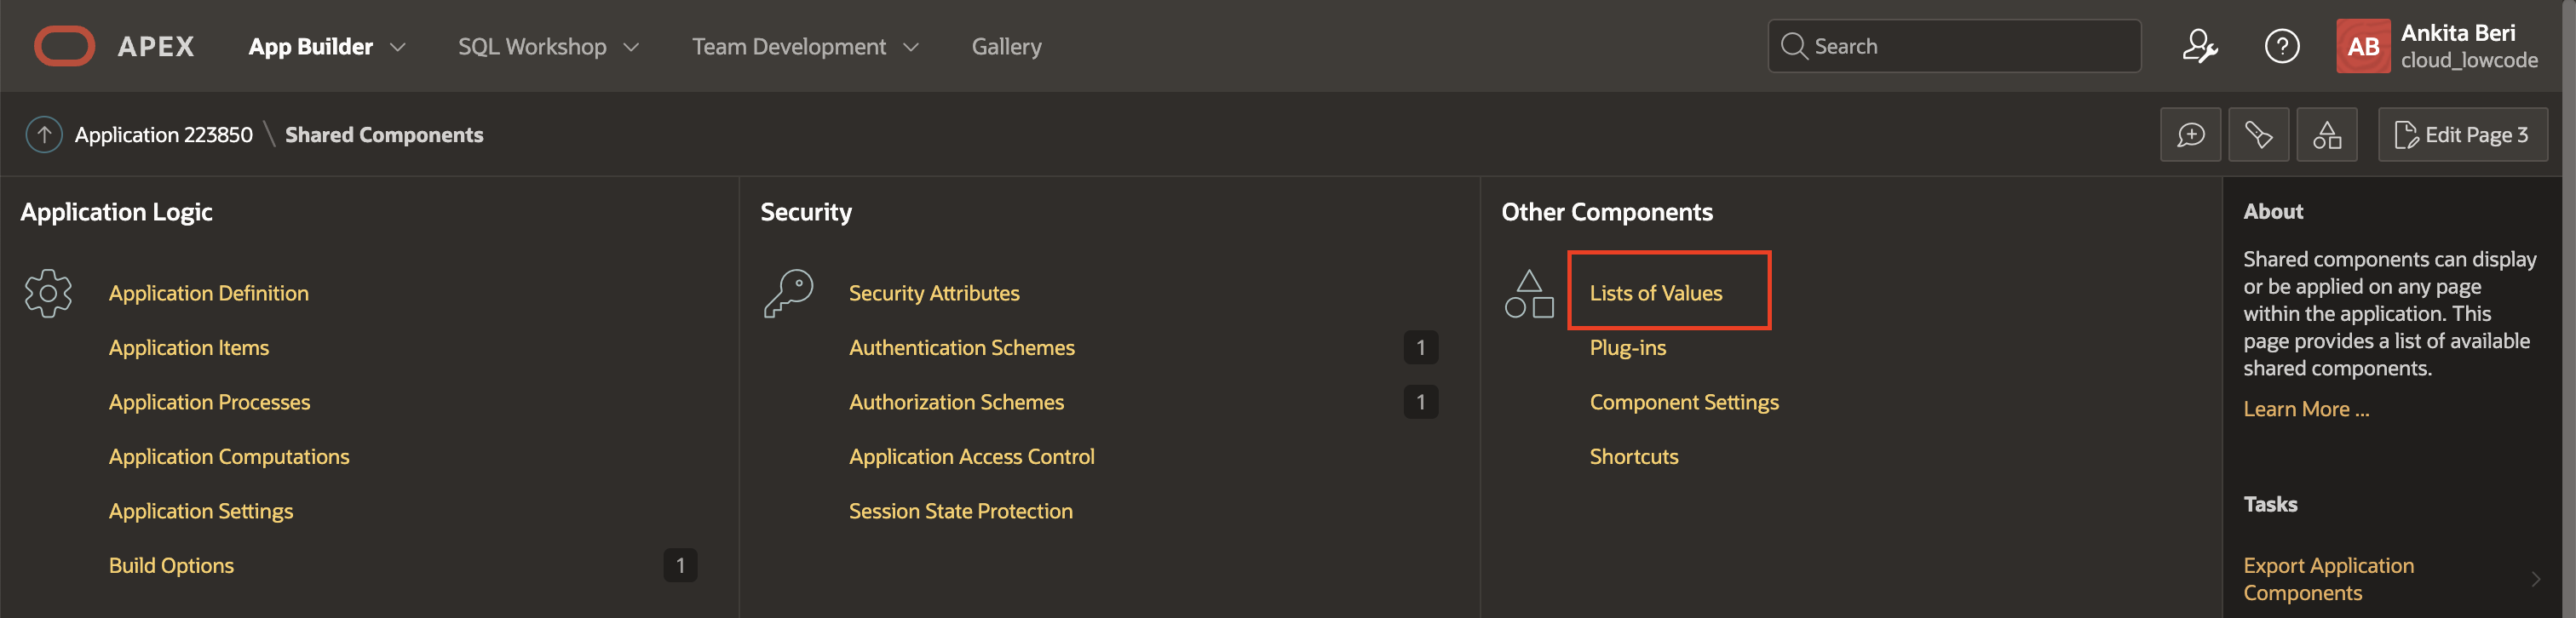 APEX App Builder SQL Workshop Team Development Gallery Search ? AB Ankita Beri
cloud_lowcode
Application 223850 \ Shared Components Edit Page 3
Application Logic
Application Definition
Application Items
Application Processes
Application Computations
Application Settings
Build Options 1
Security
Security Attributes
Authentication Schemes 1
Authorization Schemes 1
Application Access Control
Session State Protection
Other Components
Lists of Values
Plug-ins
Component Settings
Shortcuts
About
Shared components can display
or be applied on any page
within the application. This
page provides a list of available
shared components.
Learn More ...
Tasks
Export Application
Components